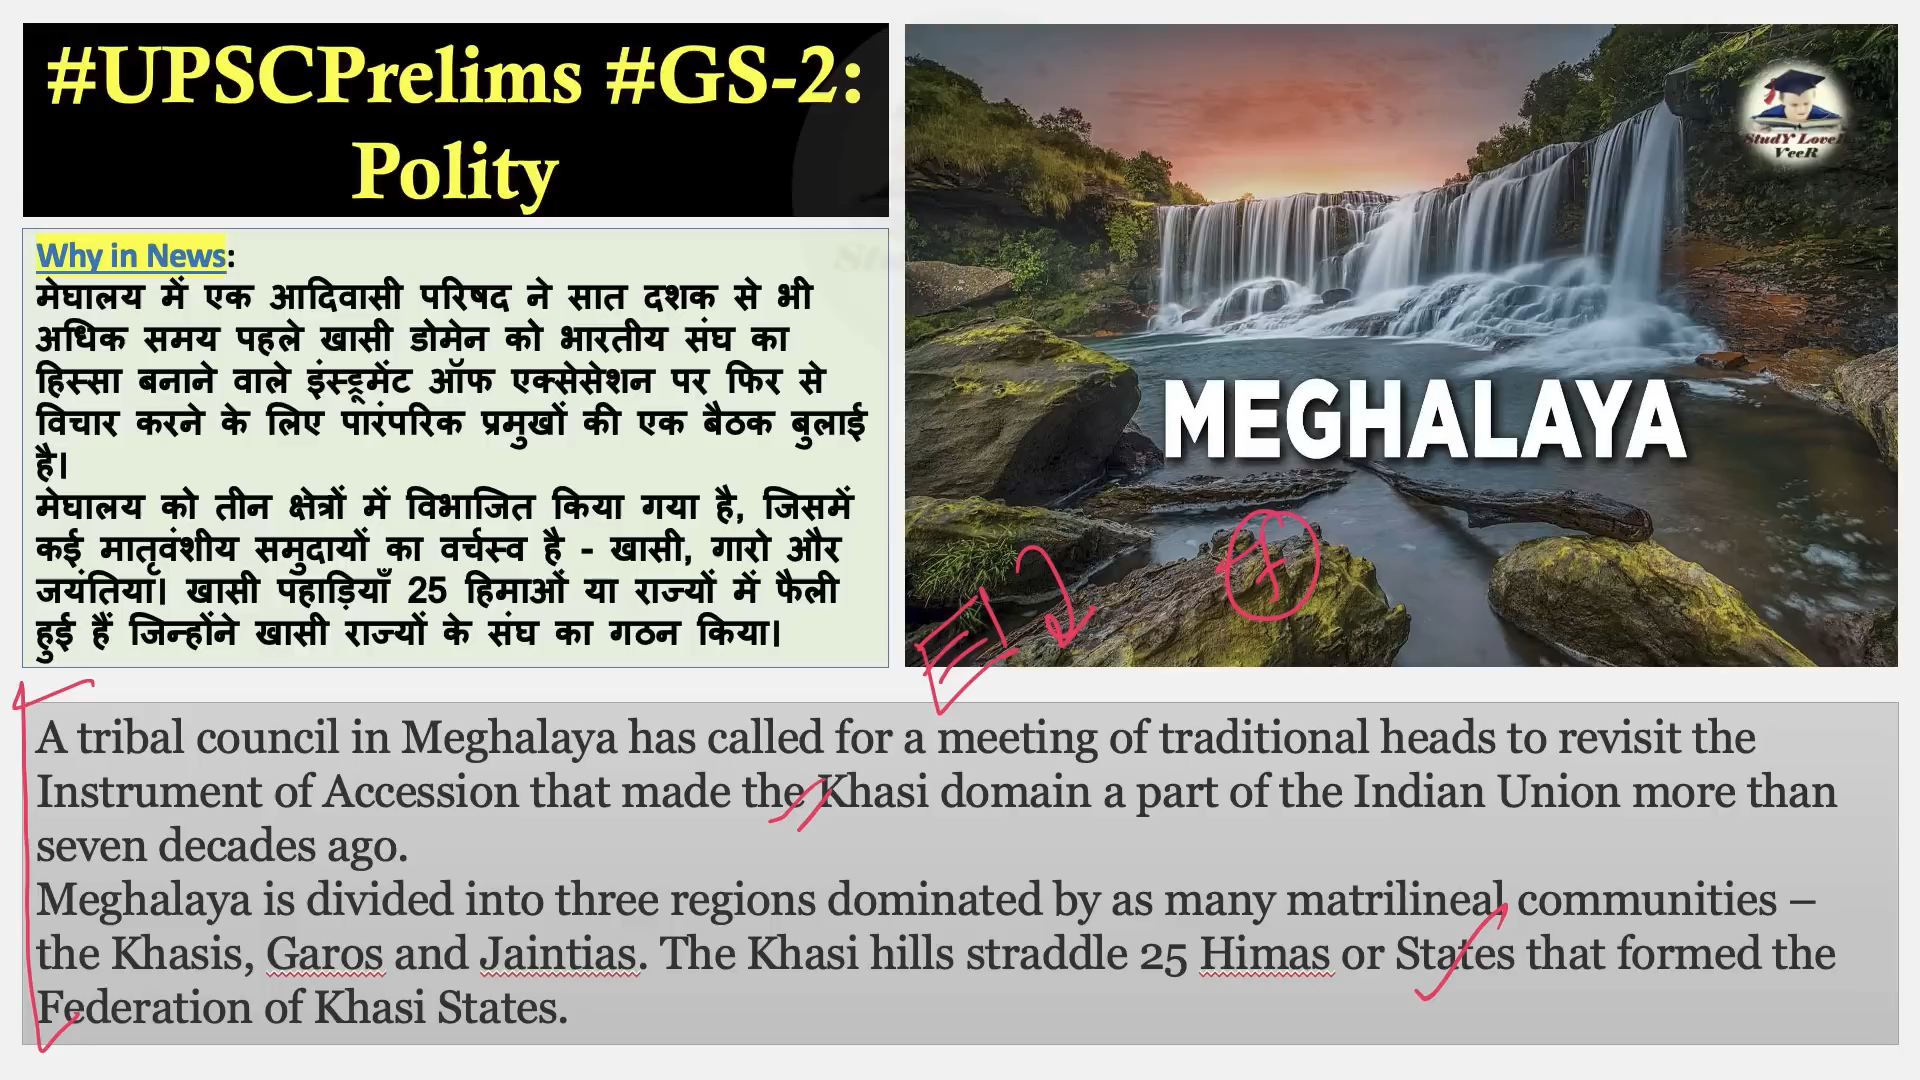 #UPSCPrelims #GS-2:
Polity
StudY LoveR
VeeR
Why in News:
मेघालय में एक आदिवासी परिषद ने सात दशक से भी
अधिक समय पहले खासी डोमेन को भारतीय संघ का
हिस्सा बनाने वाले इंस्ट्रूमेंट ऑफ एक्सेसेशन पर फिर से
विचार करने के लिए पारंपरिक प्रमुखों की एक बैठक बुलाई
है।
मेघालय को तीन क्षेत्रों में विभाजित किया गया है, जिसमें
कई मातृवंशीय समुदायों का वर्चस्व है - खासी, गारो और
जयंतिया। खासी पहाड़ियाँ 25 हिमाओं या राज्यों में फैली
हुई हैं जिन्होंने खासी राज्यों के संघ का गठन किया।
MEGHALAYA
A tribal council in Meghalaya has called for a meeting of traditional heads to revisit the
Instrument of Accession that made the Khasi domain a part of the Indian Union more than
seven decades ago.
Meghalaya is divided into three regions dominated by as many matrilineal communities –
the Khasis, Garos and Jaintias. The Khasi hills straddle 25 Himas or States that formed the
Federation of Khasi States.